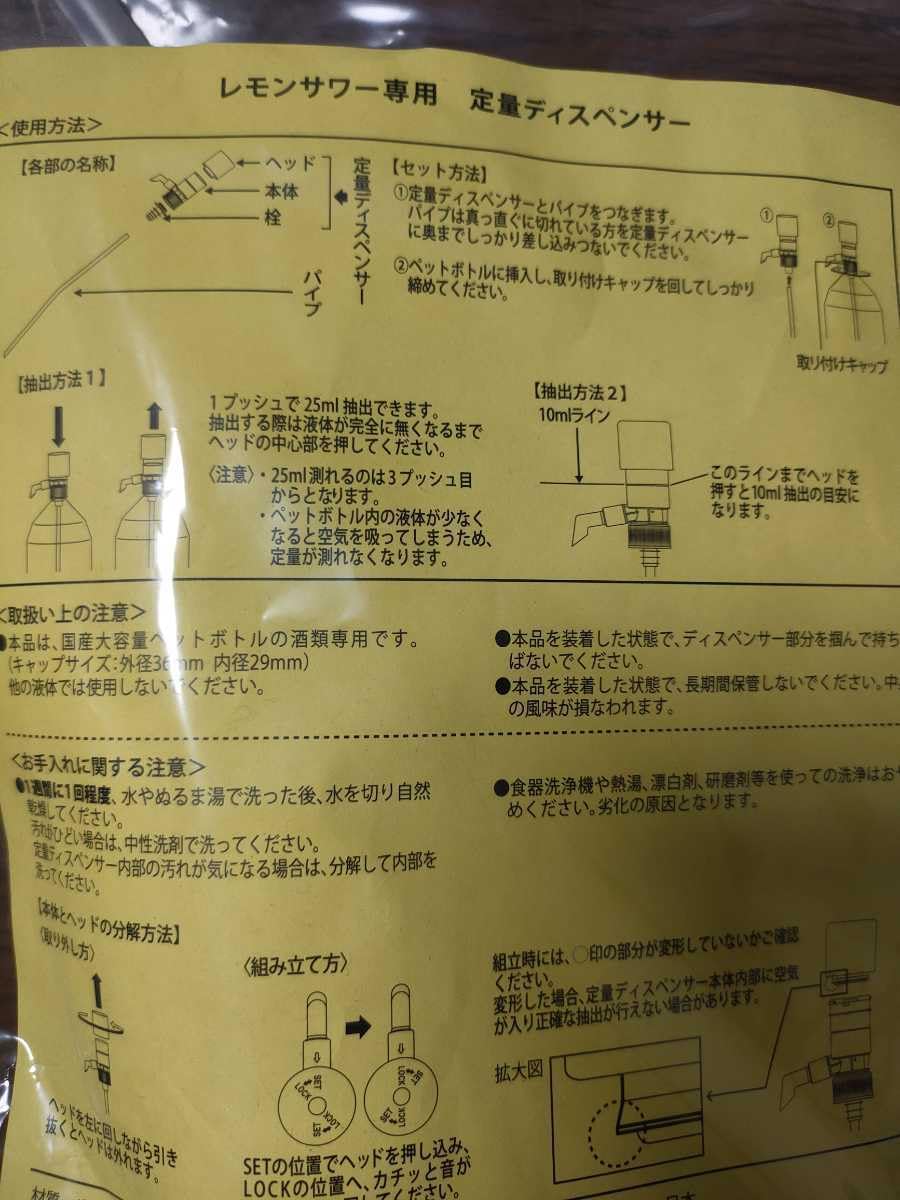 レモンサワー専用 定量ディスペンサー
<使用方法>
【各部の名称】
ヘッド
本体
栓
定量ディスペンサー
パイプ
【セット方法】
①定量ディスペンサーとパイプをつなぎます。
パイプは真っ直ぐに切れている方を定量ディスペンサー
に奥までしっかり差し込みつないでください。
②ペットボトルに挿入し、取り付けキャップを回してしっかり
締めてください。
①
②
取り付けキャップ
【抽出方法1】
1プッシュで25ml抽出できます。
抽出する際は液体が完全に無くなるまで
ヘッドの中心部を押してください。
〈注意〉・25ml測れるのは3プッシュ目
からとなります。
・ペットボトル内の液体が少なく
なると空気を吸ってしまうため、
定量が測れなくなります。
【抽出方法2】
10mlライン
このラインまでヘッドを
押すと10ml抽出の目安に
なります。
<取扱い上の注意>
●本品は、国産大容量ペットボトルの酒類専用です。
(キャップサイズ:外径36mm 内径29mm)
他の液体では使用しないでください。
●本品を装着した状態で、ディスペンサー部分を掴んで持ち
ばないでください。
●本品を装着した状態で、長期間保管しないでください。中
の風味が損なわれます。
<お手入れに関する注意>
●1週間に1回程度、水やぬるま湯で洗った後、水を切り自然
乾燥してください。
汚れがひどい場合は、中性洗剤で洗ってください。
定量ディスペンサー内部の汚れが気になる場合は、分解して内部を
洗ってください。
●食器洗浄機や熱湯、漂白剤、研磨剤等を使っての洗浄はおや
めください。劣化の原因となります。
【本体とヘッドの分解方法】
〈取り外し方〉
ヘッドを左に回しながら引き
抜くとヘッドは外れます。
〈組み立て方〉
SET
LOCK
SET
LOCK
SET
LOCK
SET
LOCK
SETの位置でヘッドを押し込み、
LOCKの位置へ、カチッと音が
組立時には、○印の部分が変形していないかご確認
ください。
変形した場合、定量ディスペンサー本体内部に空気
が入り正確な抽出が行えない場合があります。
拡大図
材質